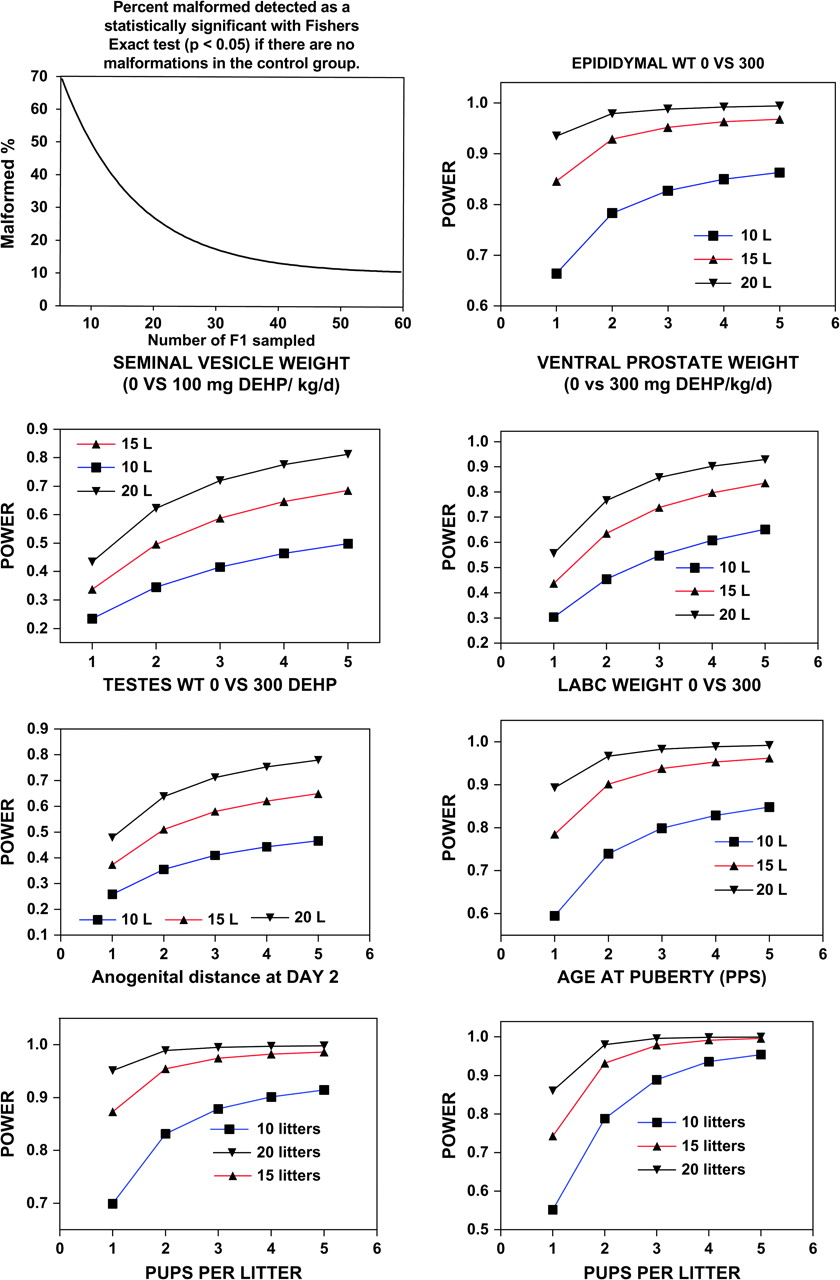 Percent malformed detected as a
statistically significant with Fishers
Exact test (p < 0.05) if there are no
malformations in the control group.
70
60
50
40
30
20
10
0
Malformed %
10 20 30 40 50 60
Number of F1 sampled
EPIDIDYMAL WT 0 VS 300
1.0
0.9
0.8
0.7
0.6
POWER
10 L
15 L
20 L
0 1 2 3 4 5 6
SEMINAL VESICLE WEIGHT
(0 VS 100 mg DEHP/ kg/d)
0.9
0.8
0.7
0.6
0.5
0.4
0.3
0.2
POWER
15 L
10 L
20 L
1 2 3 4 5
VENTRAL PROSTATE WEIGHT
(0 vs 300 mg DEHP/kg/d)
1.0
0.9
0.8
0.7
0.6
0.5
0.4
0.3
0.2
POWER
10 L
15 L
20 L
0 1 2 3 4 5 6
TESTES WT 0 VS 300 DEHP
0.9
0.8
0.7
0.6
0.5
0.4
0.3
0.2
0.1
POWER
10 L 15 L 20 L
0 1 2 3 4 5 6
LABC WEIGHT 0 VS 300
1.0
0.9
0.8
0.7
0.6
POWER
10 L
15 L
20 L
0 1 2 3 4 5 6
Anogenital distance at DAY 2
1.0
0.9
0.8
0.7
POWER
10 litters
20 litters
15 litters
0 1 2 3 4 5 6
PUPS PER LITTER
AGE AT PUBERTY (PPS)
1.0
0.9
0.8
0.7
0.6
0.5
POWER
10 litters
15 litters
20 litters
0 1 2 3 4 5 6
PUPS PER LITTER